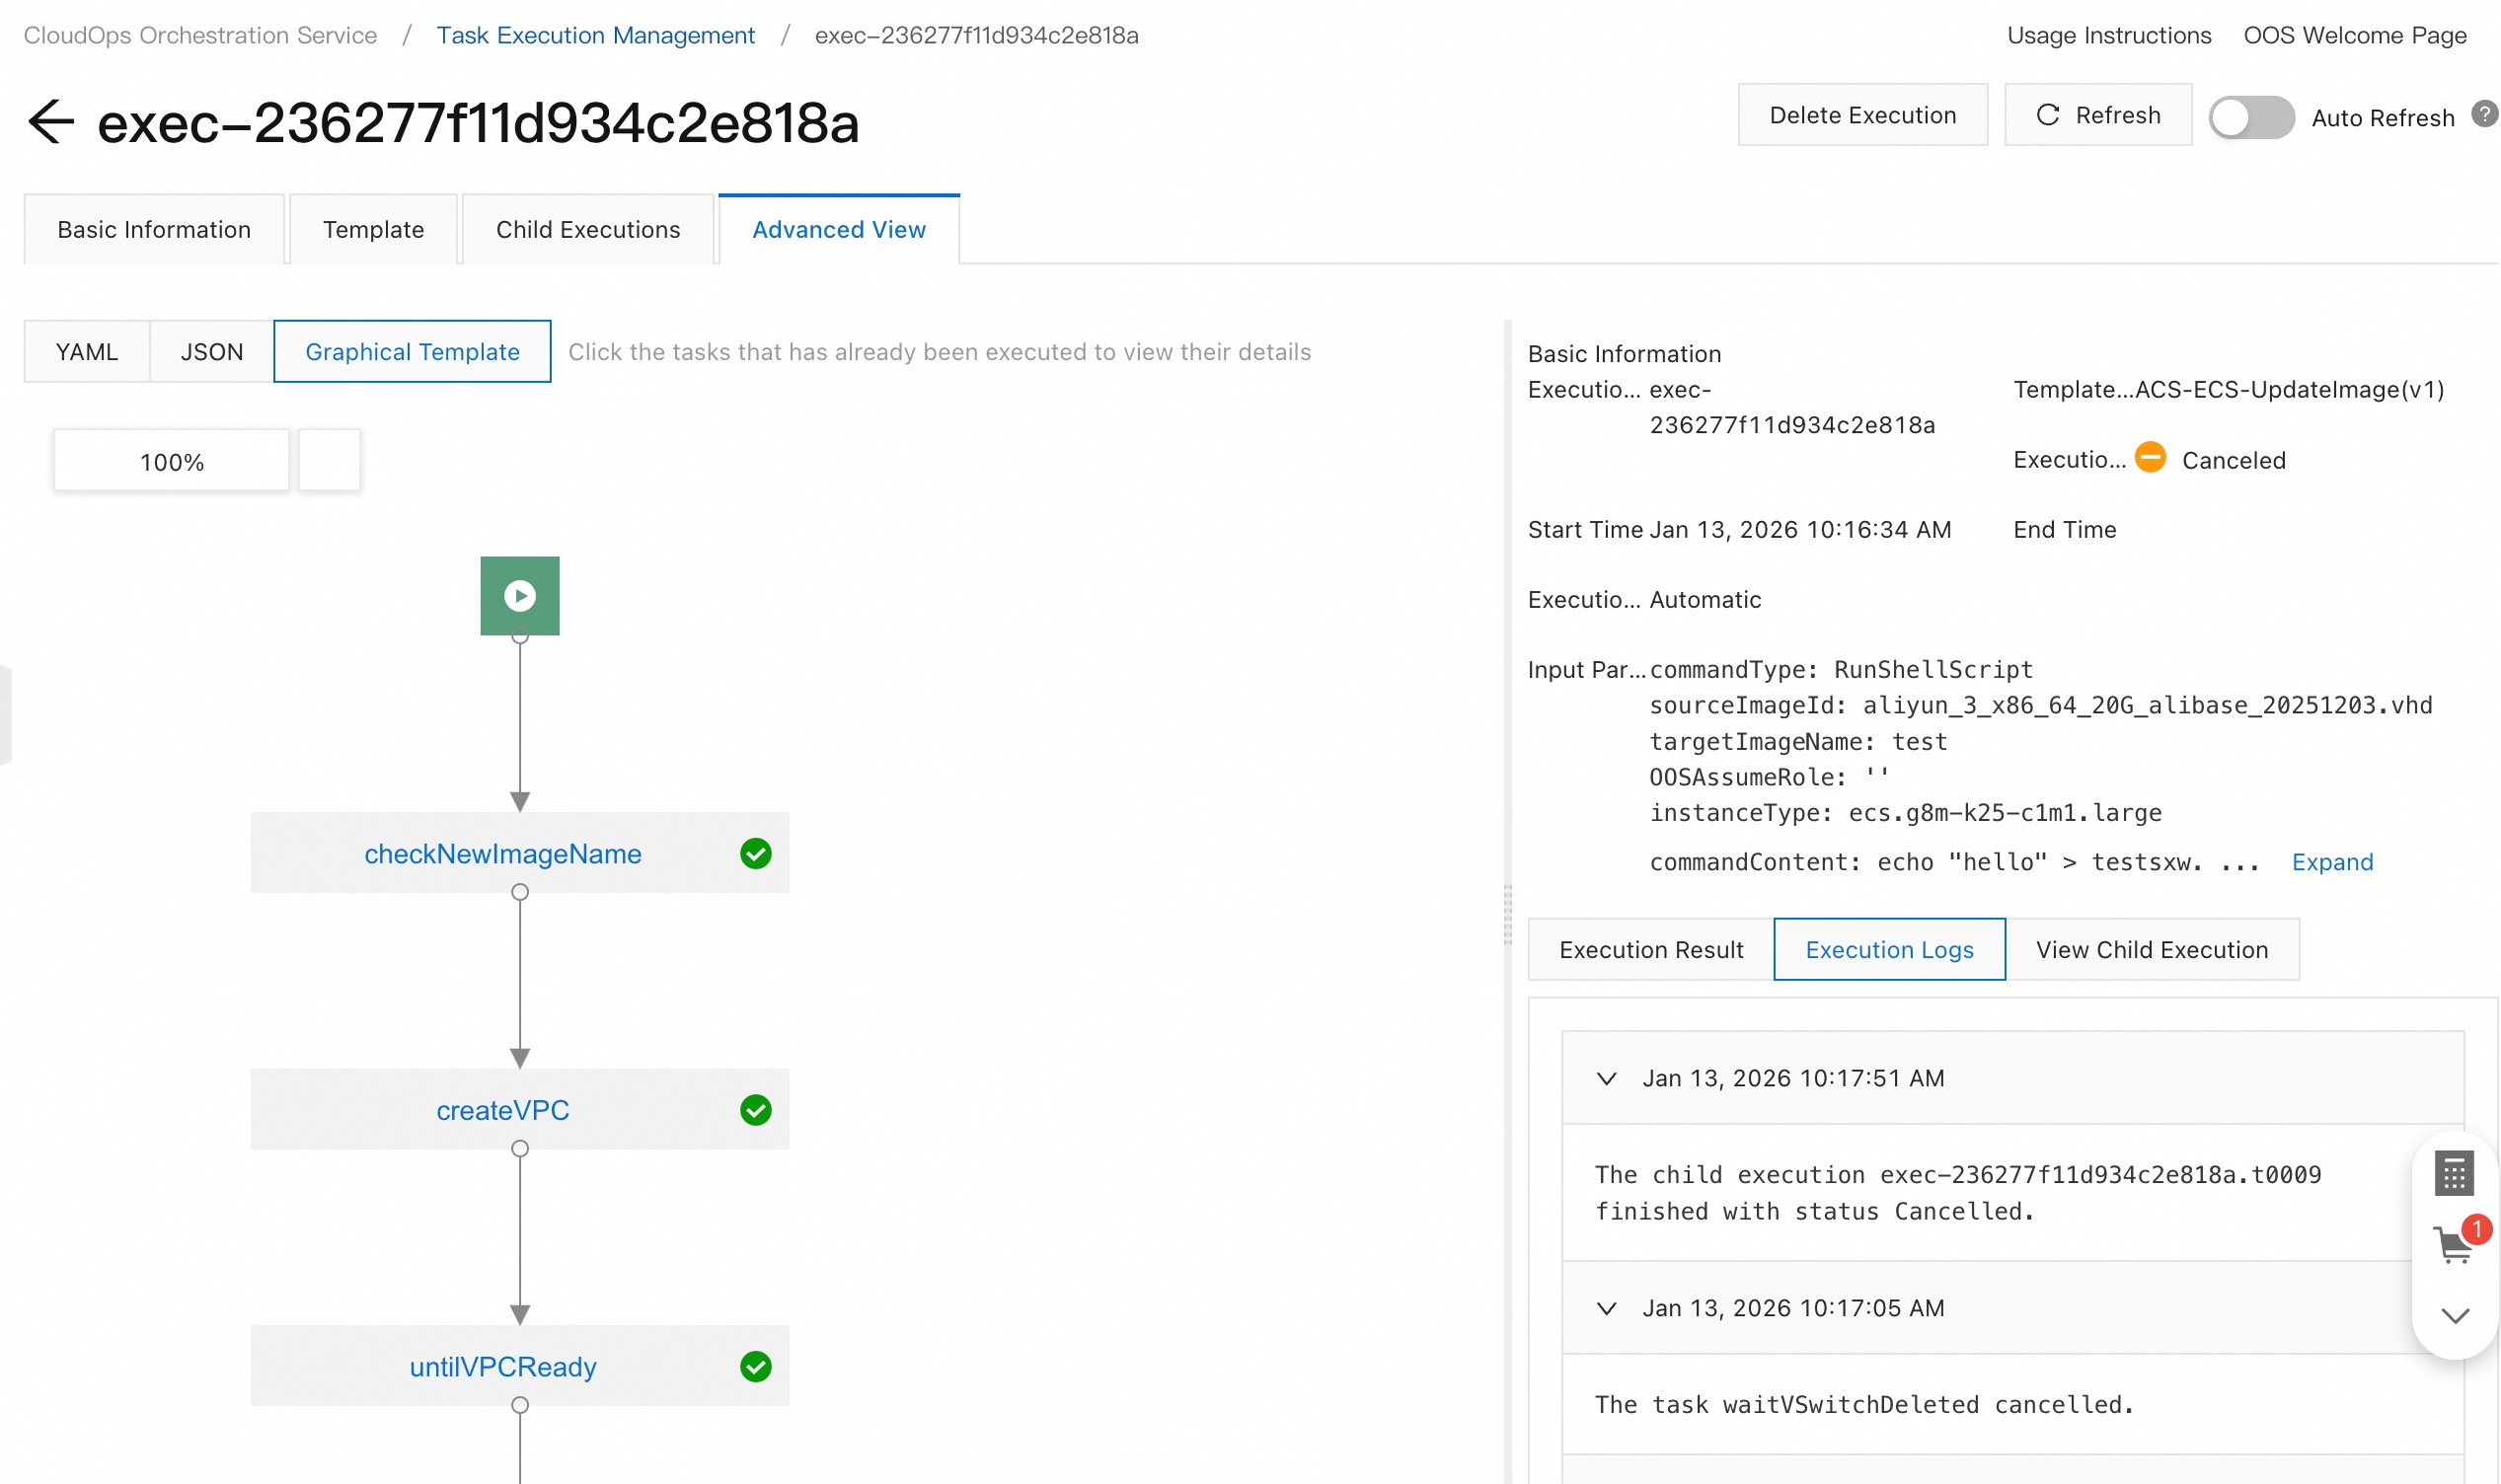 CloudOps Orchestration Service / Task Execution Management / exec-236277f11d934c2e818a
Usage Instructions OOS Welcome Page
exec-236277f11d934c2e818a
Delete Execution Refresh Auto Refresh ?
Basic Information Template Child Executions Advanced View
YAML JSON Graphical Template Click the tasks that has already been executed to view their details
100%
checkNewImageName
createVPC
untilVPCReady
Basic Information
Executio... exec-
236277f11d934c2e818a
Template...ACS-ECS-UpdateImage(v1)
Executio... Canceled
Start Time Jan 13, 2026 10:16:34 AM End Time
Executio... Automatic
Input Par... commandType: RunShellScript
sourceImageId: aliyun_3_x86_64_20G_alibase_20251203.vhd
targetImageName: test
OOSAssumeRole: ''
instanceType: ecs.g8m-k25-c1m1.large
commandContent: echo "hello" > testsxw. ... Expand
Execution Result Execution Logs View Child Execution
Jan 13, 2026 10:17:51 AM
The child execution exec-236277f11d934c2e818a.t0009
finished with status Cancelled.
1
Jan 13, 2026 10:17:05 AM
The task waitVSwitchDeleted cancelled.